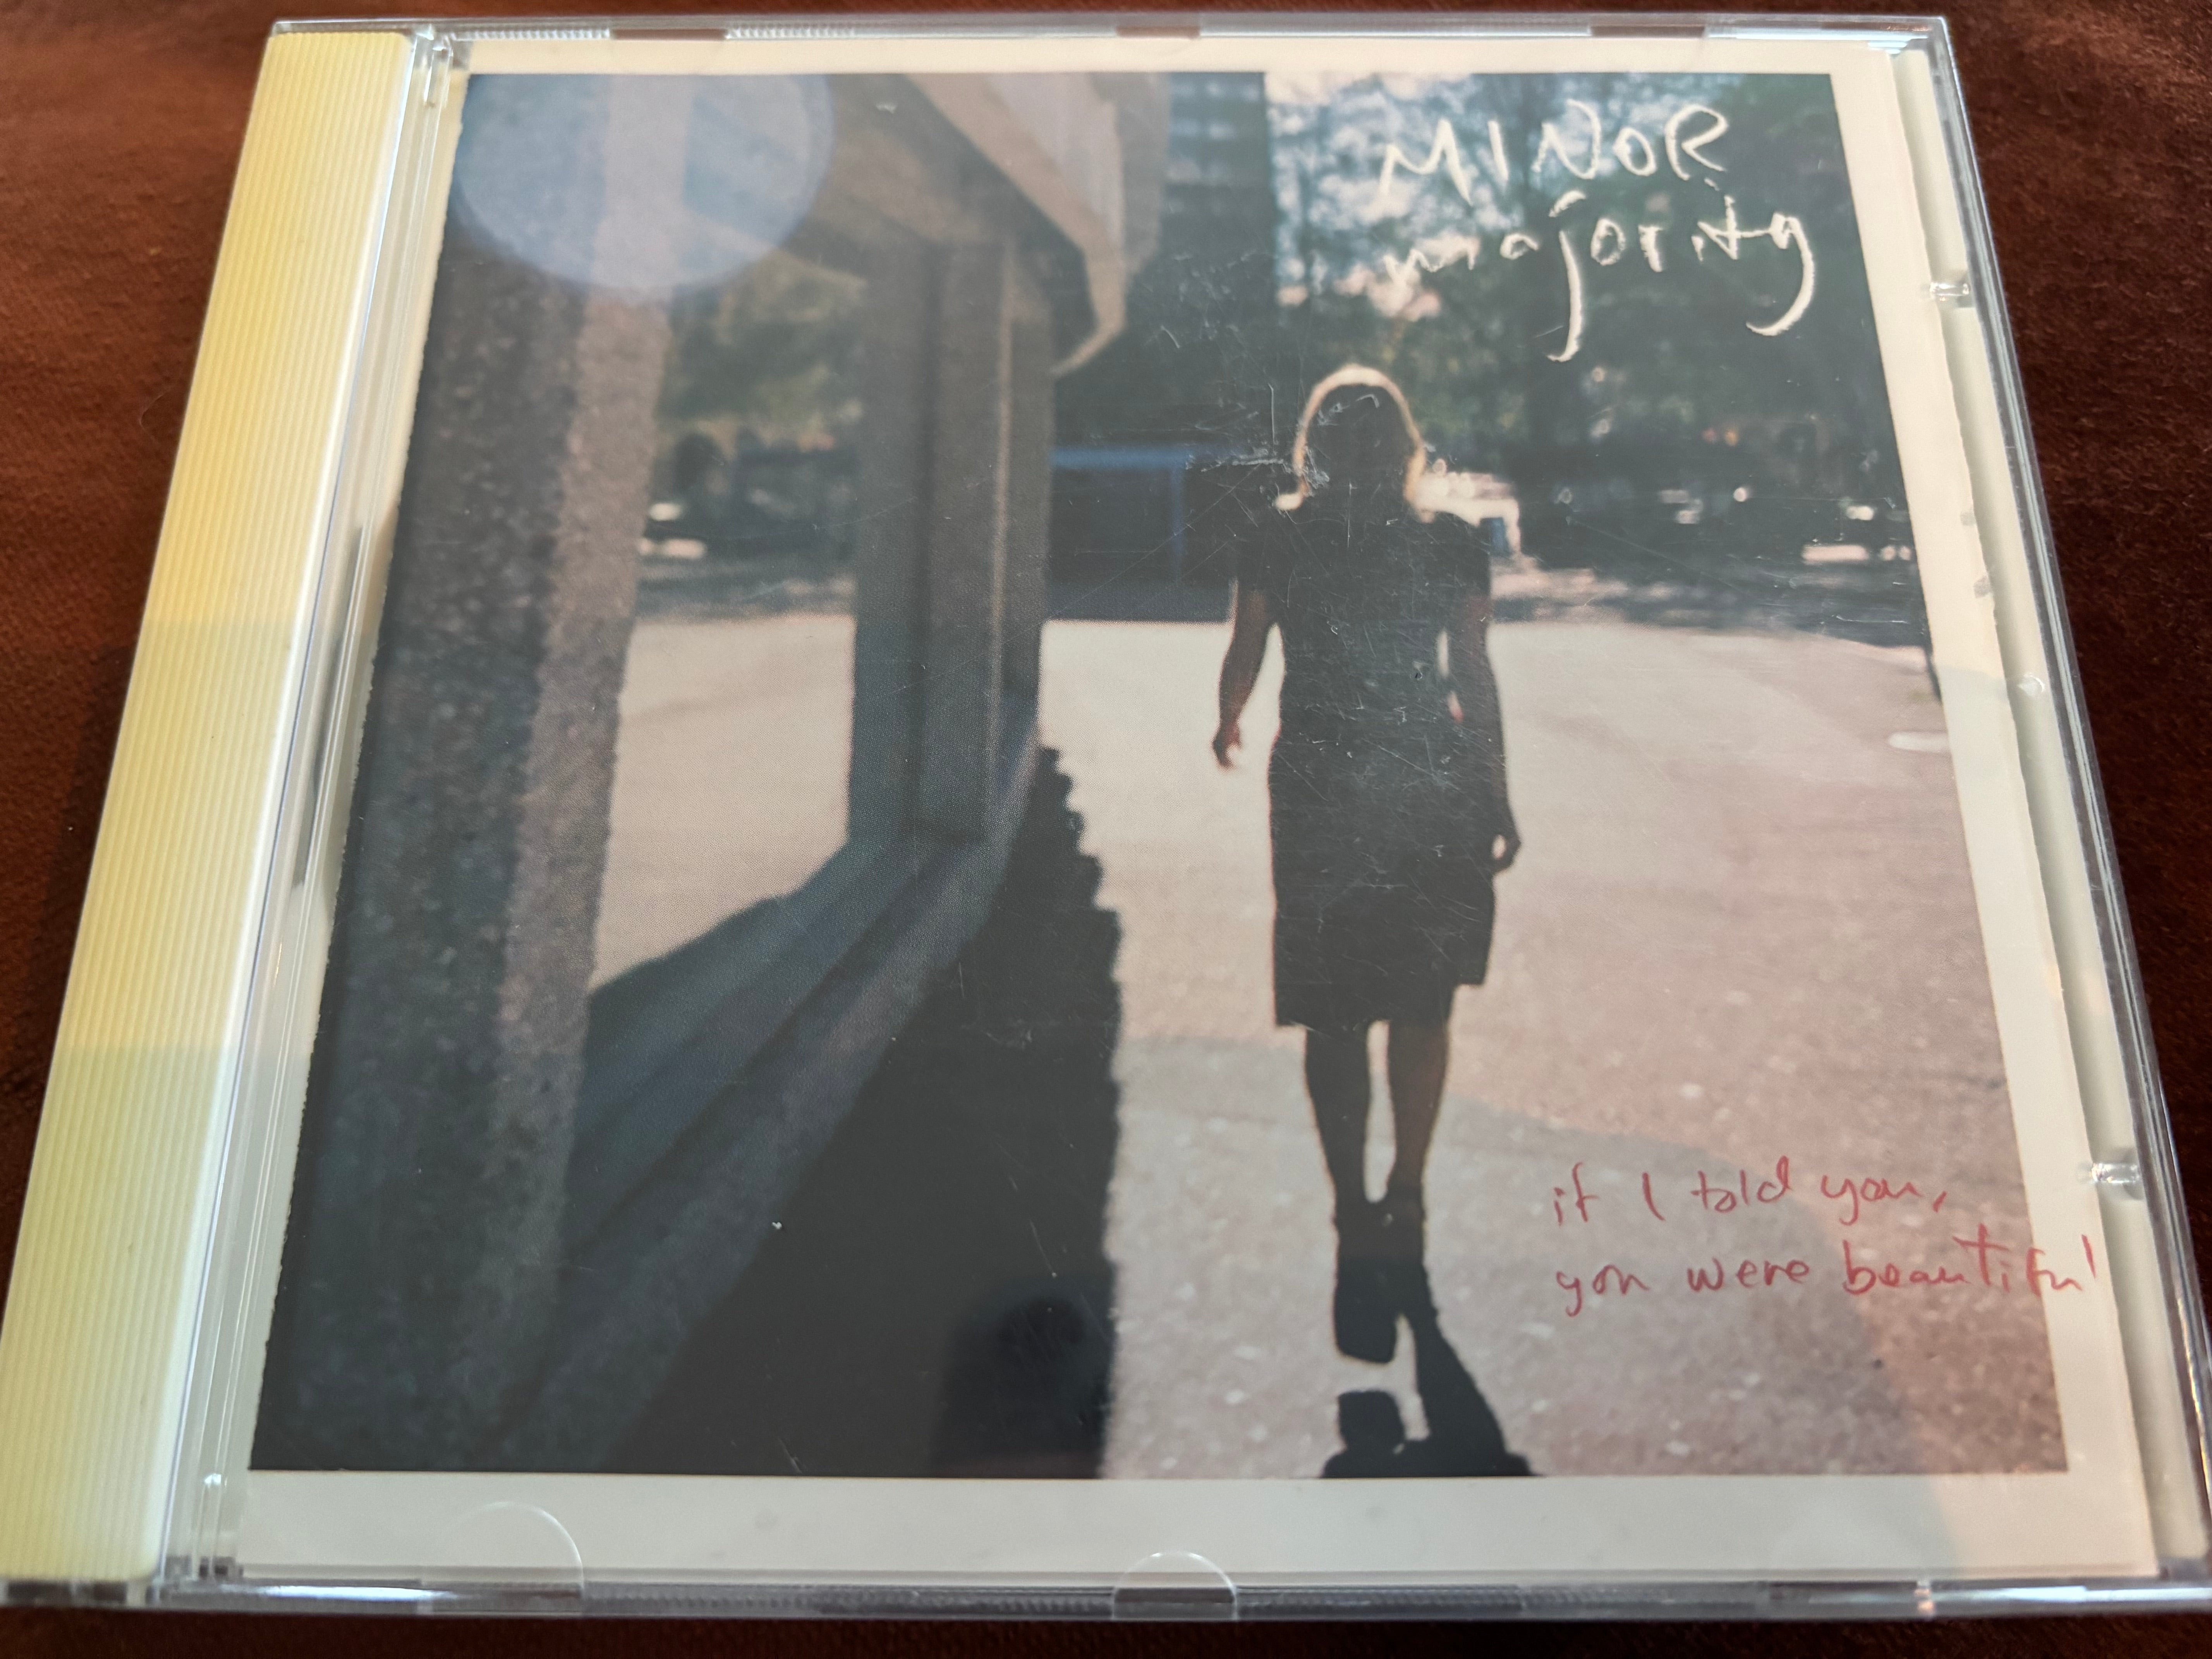 MINOR
majority
if I told you,
you were beautiful